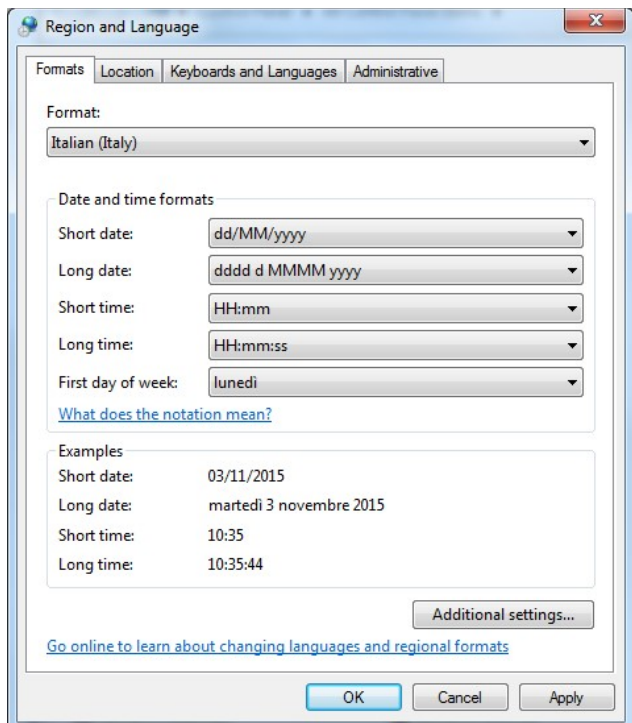 Region and Language
Formats Location Keyboards and Languages Administrative
Format:
Italian (Italy)
Date and time formats
Short date: dd/MM/yyyy
Long date: dddd d MMMM yyyy
Short time: HH:mm
Long time: HH:mm:ss
First day of week: lunedì
What does the notation mean?
Examples
Short date: 03/11/2015
Long date: martedì 3 novembre 2015
Short time: 10:35
Long time: 10:35:44
Additional settings...
Go online to learn about changing languages and regional formats
OK Cancel Apply